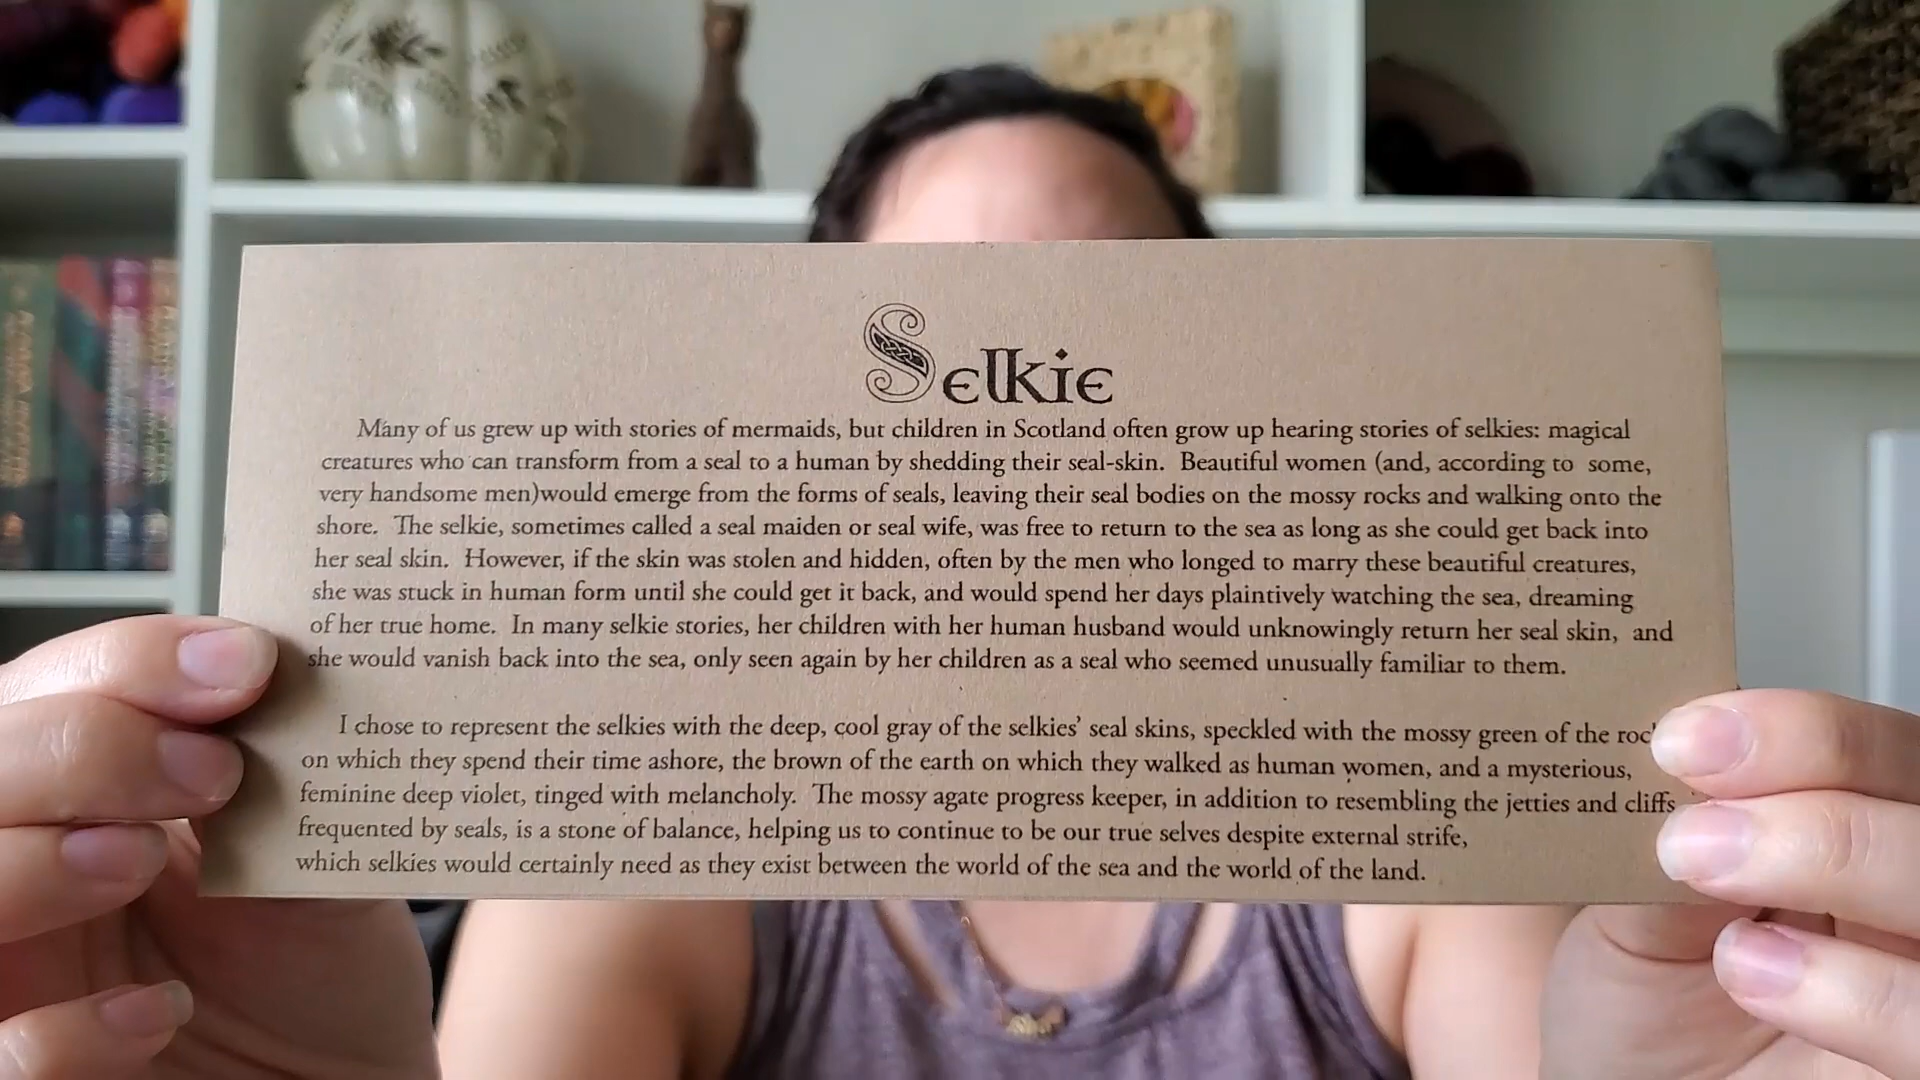 Selkie
Many of us grew up with stories of mermaids, but children in Scotland often grow up hearing stories of selkies: magical
creatures who can transform from a seal to a human by shedding their seal-skin. Beautiful women (and, according to some,
very handsome men)would emerge from the forms of seals, leaving their seal bodies on the mossy rocks and walking onto the
shore. The selkie, sometimes called a seal maiden or seal wife, was free to return to the sea as long as she could get back into
her seal skin. However, if the skin was stolen and hidden, often by the men who longed to marry these beautiful creatures,
she was stuck in human form until she could get it back, and would spend her days plaintively watching the sea, dreaming
of her true home. In many selkie stories, her children with her human husband would unknowingly return her seal skin, and
she would vanish back into the sea, only seen again by her children as a seal who seemed unusually familiar to them.
I chose to represent the selkies with the deep, cool gray of the selkies' seal skins, speckled with the mossy green of the
on which they spend their time ashore, the brown of the earth on which they walked as human women, and a mysterious,
feminine deep violet, tinged with melancholy. The mossy agate progress keeper, in addition to resembling the jetties and cliffs
frequented by seals, is a stone of balance, helping us to continue to be our true selves despite external strife,
which selkies would certainly need as they exist between the world of the sea and the world of the land.